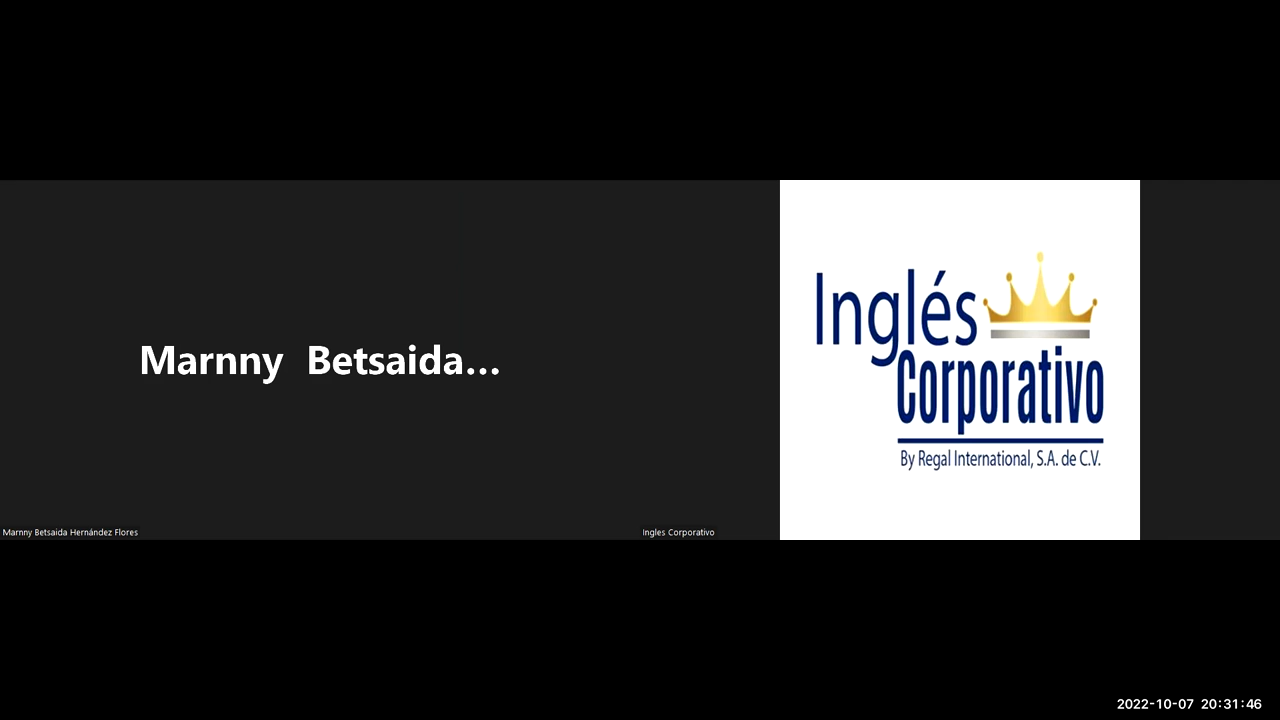 Marnny Betsaida...
Marnny Betsaida Hernández Flores
Inglés
Corporativo
By Regal International, S.A. de C.V.
Ingles Corporativo
2022-10-07 20:31:46